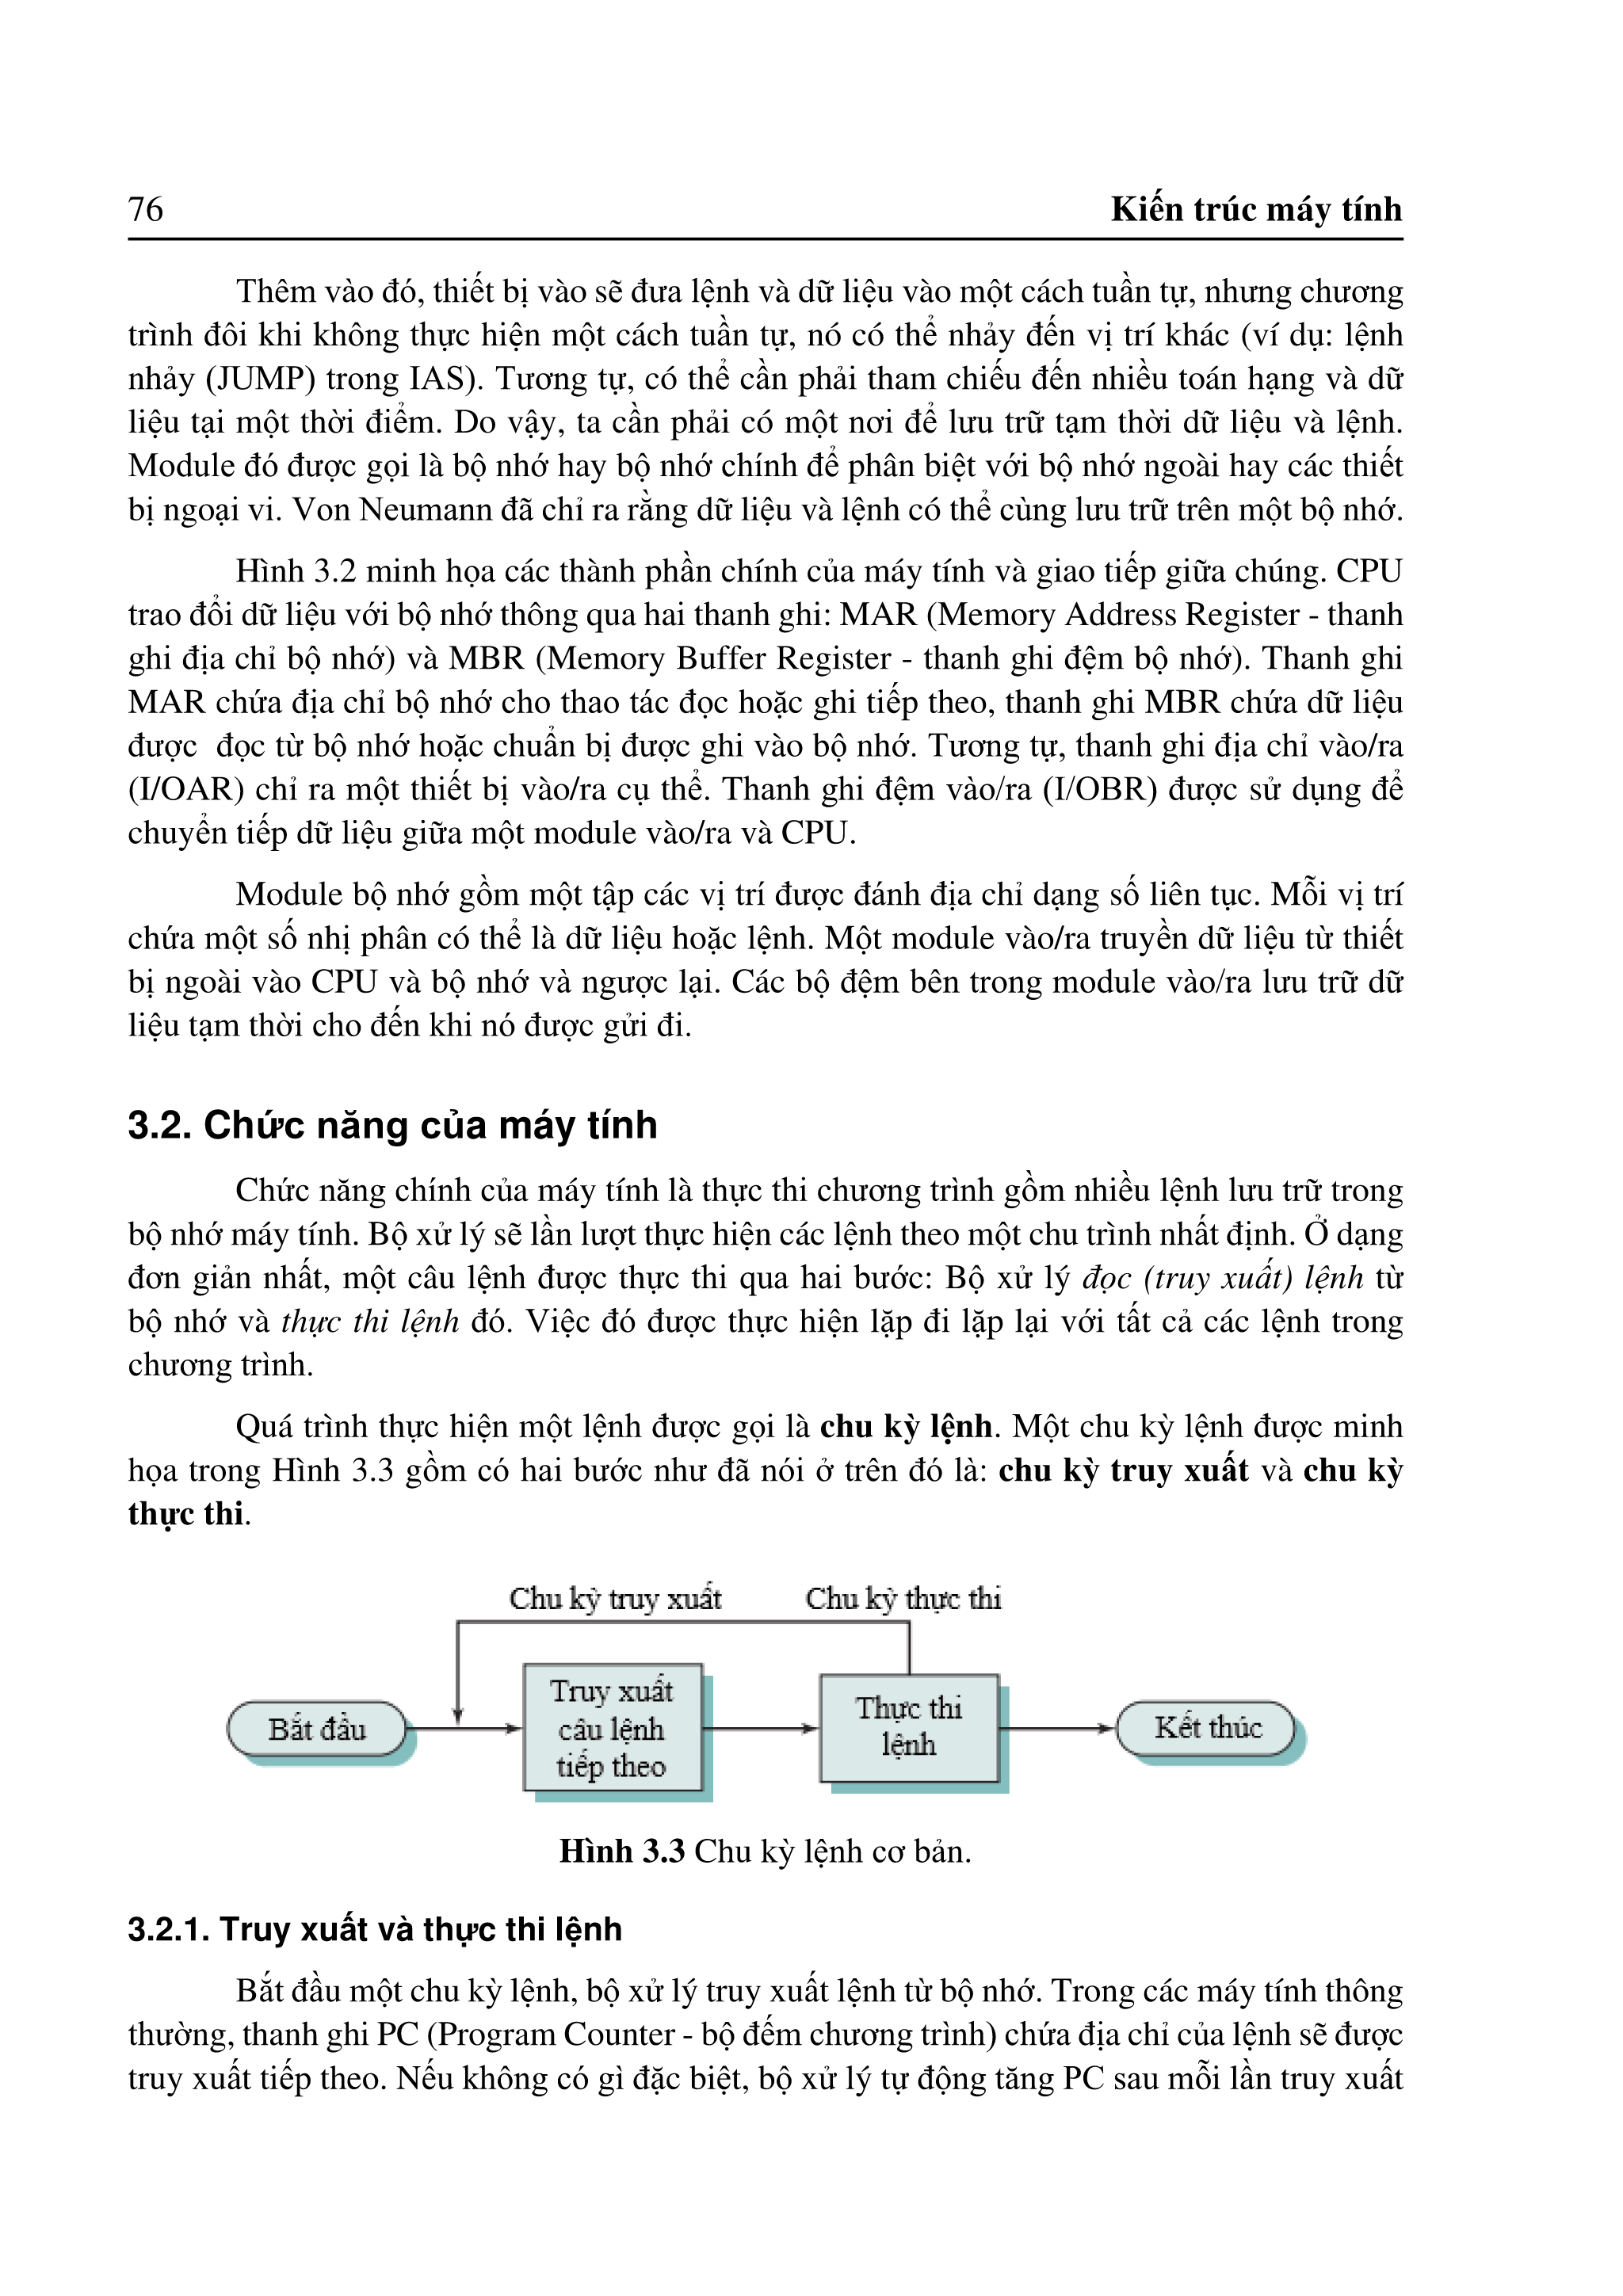 76 Kiến trúc máy tính
Thêm vào đó, thiết bị vào sẽ đưa lệnh và dữ liệu vào một cách tuần tự, nhưng chương
trình đôi khi không thực hiện một cách tuần tự, nó có thể nhảy đến vị trí khác (ví dụ: lệnh
nhảy (JUMP) trong IAS). Tương tự, có thể cần phải tham chiếu đến nhiều toán hạng và dữ
liệu tại một thời điểm. Do vậy, ta cần phải có một nơi để lưu trữ tạm thời dữ liệu và lệnh.
Module đó được gọi là bộ nhớ hay bộ nhớ chính để phân biệt với bộ nhớ ngoài hay các thiết
bị ngoại vi. Von Neumann đã chỉ ra rằng dữ liệu và lệnh có thể cùng lưu trữ trên một bộ nhớ.
Hình 3.2 minh họa các thành phần chính của máy tính và giao tiếp giữa chúng. CPU
trao đổi dữ liệu với bộ nhớ thông qua hai thanh ghi: MAR (Memory Address Register - thanh
ghi địa chỉ bộ nhớ) và MBR (Memory Buffer Register - thanh ghi đệm bộ nhớ). Thanh ghi
MAR chứa địa chỉ bộ nhớ cho thao tác đọc hoặc ghi tiếp theo, thanh ghi MBR chứa dữ liệu
được đọc từ bộ nhớ hoặc chuẩn bị được ghi vào bộ nhớ. Tương tự, thanh ghi địa chỉ vào/ra
(I/OAR) chỉ ra một thiết bị vào/ra cụ thể. Thanh ghi đệm vào/ra (I/OBR) được sử dụng để
chuyển tiếp dữ liệu giữa một module vào/ra và CPU.
Module bộ nhớ gồm một tập các vị trí được đánh địa chỉ dạng số liên tục. Mỗi vị trí
chứa một số nhị phân có thể là dữ liệu hoặc lệnh. Một module vào/ra truyền dữ liệu từ thiết
bị ngoài vào CPU và bộ nhớ và ngược lại. Các bộ đệm bên trong module vào/ra lưu trữ dữ
liệu tạm thời cho đến khi nó được gửi đi.
3.2. Chức năng của máy tính
Chức năng chính của máy tính là thực thi chương trình gồm nhiều lệnh lưu trữ trong
bộ nhớ máy tính. Bộ xử lý sẽ lần lượt thực hiện các lệnh theo một chu trình nhất định. Ở dạng
đơn giản nhất, một câu lệnh được thực thi qua hai bước: Bộ xử lý đọc (truy xuất) lệnh từ
bộ nhớ và thực thi lệnh đó. Việc đó được thực hiện lặp đi lặp lại với tất cả các lệnh trong
chương trình.
Quá trình thực hiện một lệnh được gọi là chu kỳ lệnh. Một chu kỳ lệnh được minh
họa trong Hình 3.3 gồm có hai bước như đã nói ở trên đó là: chu kỳ truy xuất và chu kỳ
thực thi.
Chu kỳ truy xuất Chu kỳ thực thi
Bắt đầu
Truy xuất
câu lệnh
tiếp theo
Thực thi
lệnh
Kết thúc
Hình 3.3 Chu kỳ lệnh cơ bản.
3.2.1. Truy xuất và thực thi lệnh
Bắt đầu một chu kỳ lệnh, bộ xử lý truy xuất lệnh từ bộ nhớ. Trong các máy tính thông
thường, thanh ghi PC (Program Counter - bộ đếm chương trình) chứa địa chỉ của lệnh sẽ được
truy xuất tiếp theo. Nếu không có gì đặc biệt, bộ xử lý tự động tăng PC sau mỗi lần truy xuất